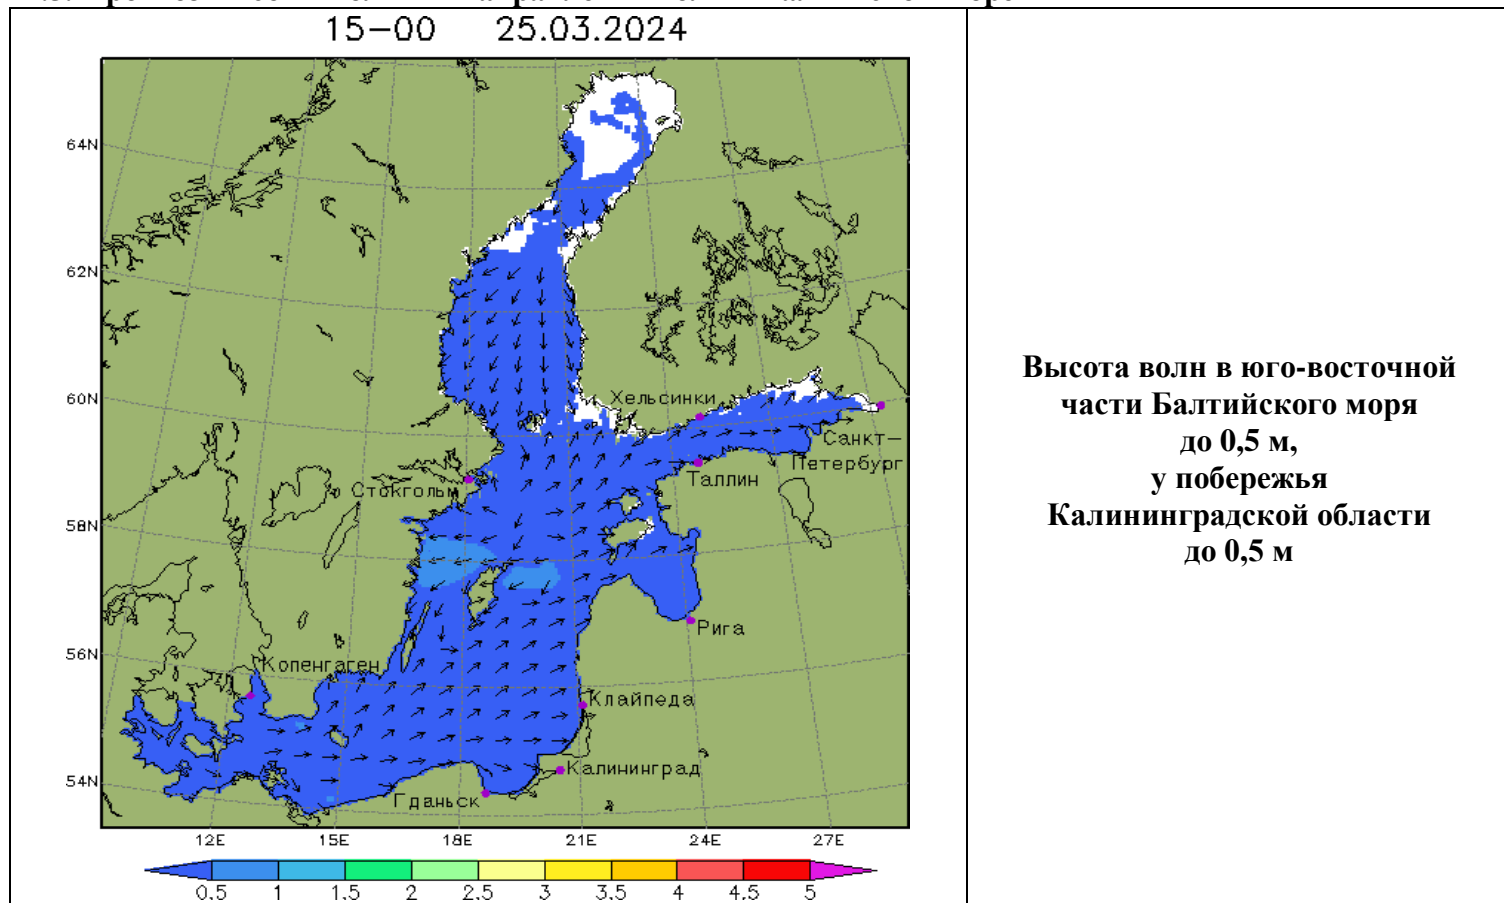 15-00 25.03.2024
64N
62N
60N
58N
56N
54N
Хельсинки
Санкт-
Петербург
Таллин
Стокгольм
Рига
Копенгаген
Клайпеда
Калининград
Гданьск
12E 15E 18E 21E 24E 27E
0.5 1 1.5 2 2.5 3 3.5 4 4.5 5
Высота волн в юго-восточной
части Балтийского моря
до 0,5 м,
у побережья
Калининградской области
до 0,5 м